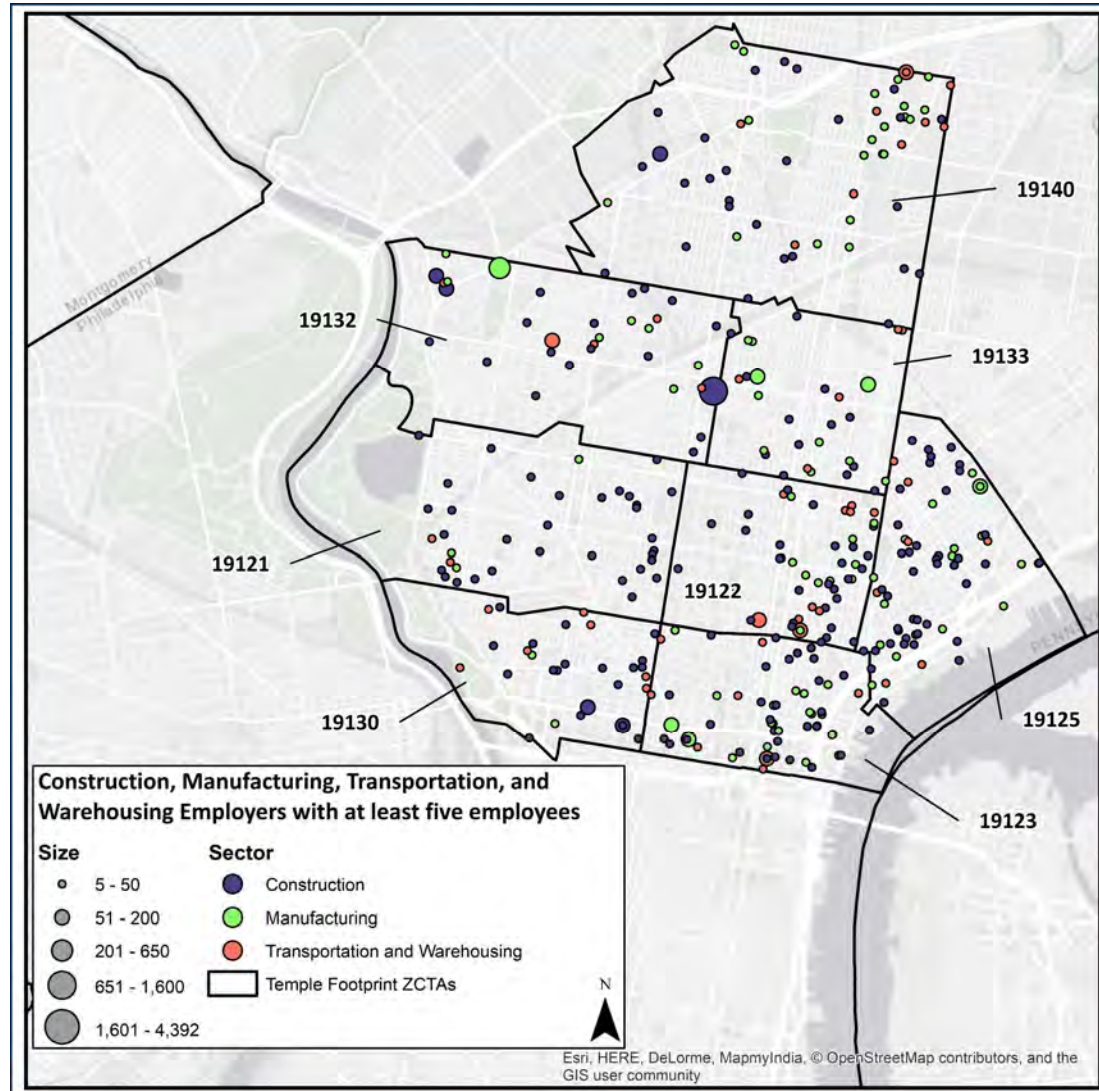 19140
Montgomery
Philadelphia
19132
19133
19121
19122
19130
19125
19123
Construction, Manufacturing, Transportation, and
Warehousing Employers with at least five employees
Size
Sector
5 - 50
Construction
51 - 200
Manufacturing
201 - 650
Transportation and Warehousing
651 - 1,600
Temple Footprint ZCTAs
1,601 - 4,392
N
Esri, HERE, DeLorme, MapmyIndia, © OpenStreetMap contributors, and the
GIS user community